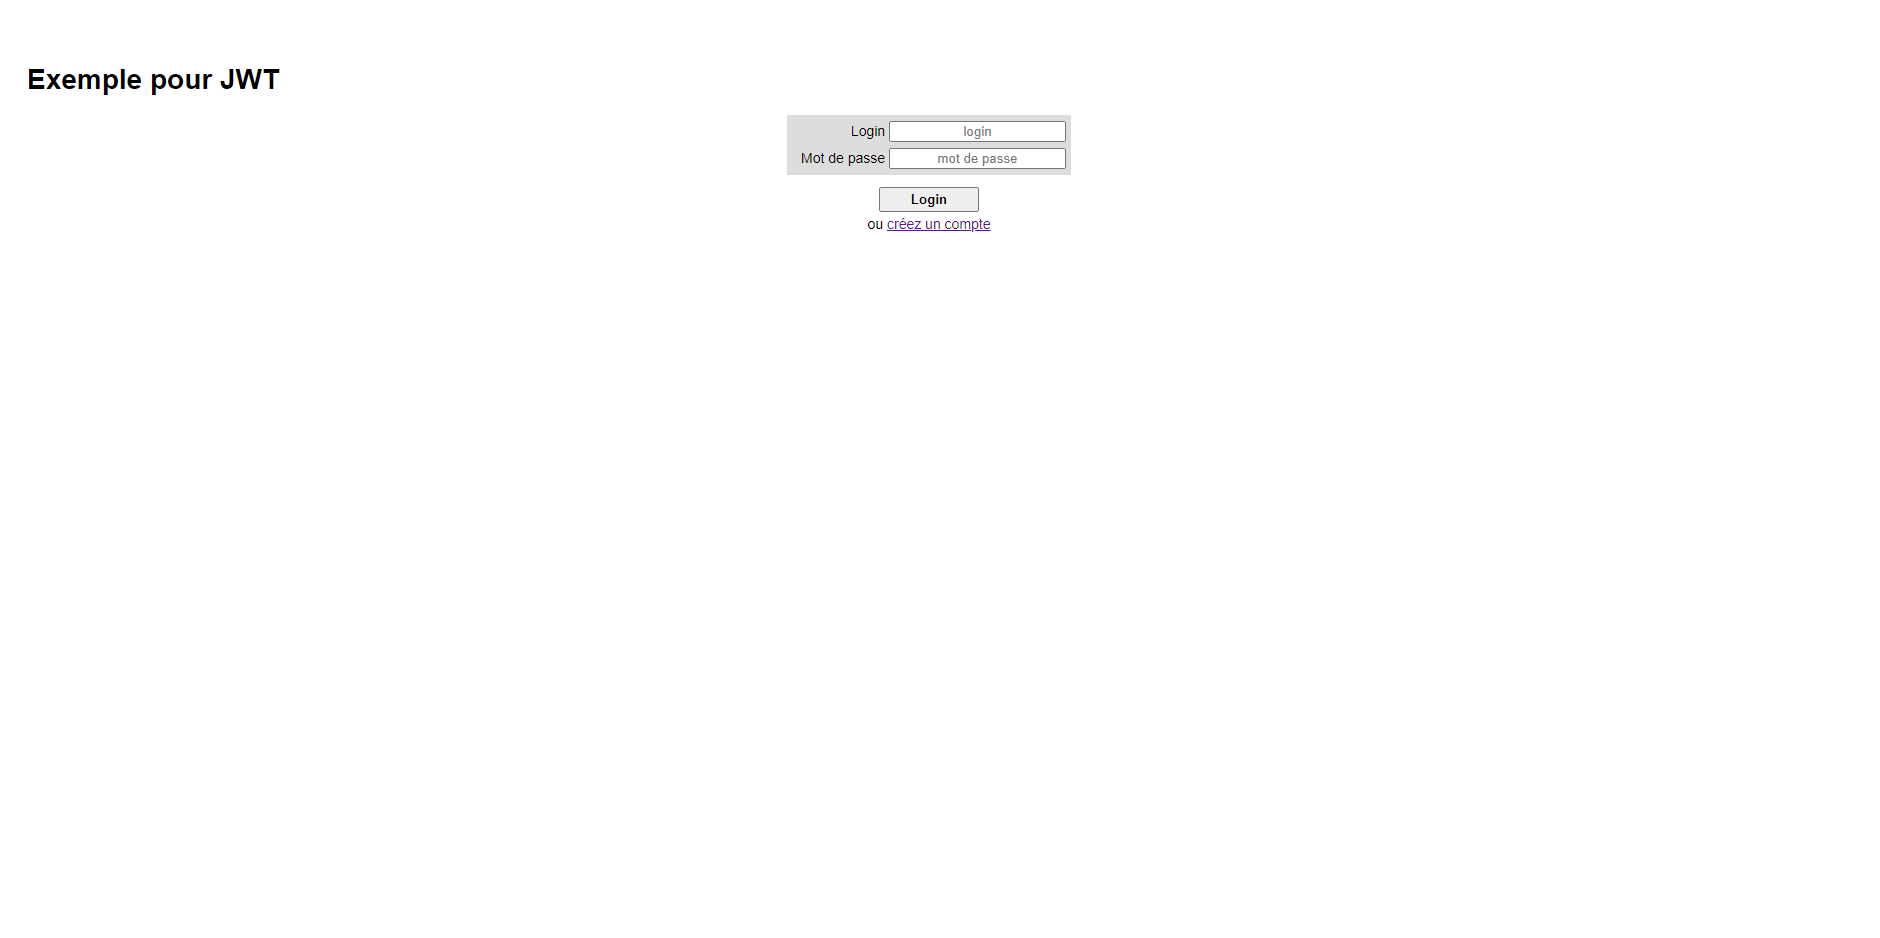 Exemple pour JWT
Login login
Mot de passe mot de passe
Login
ou créez un compte